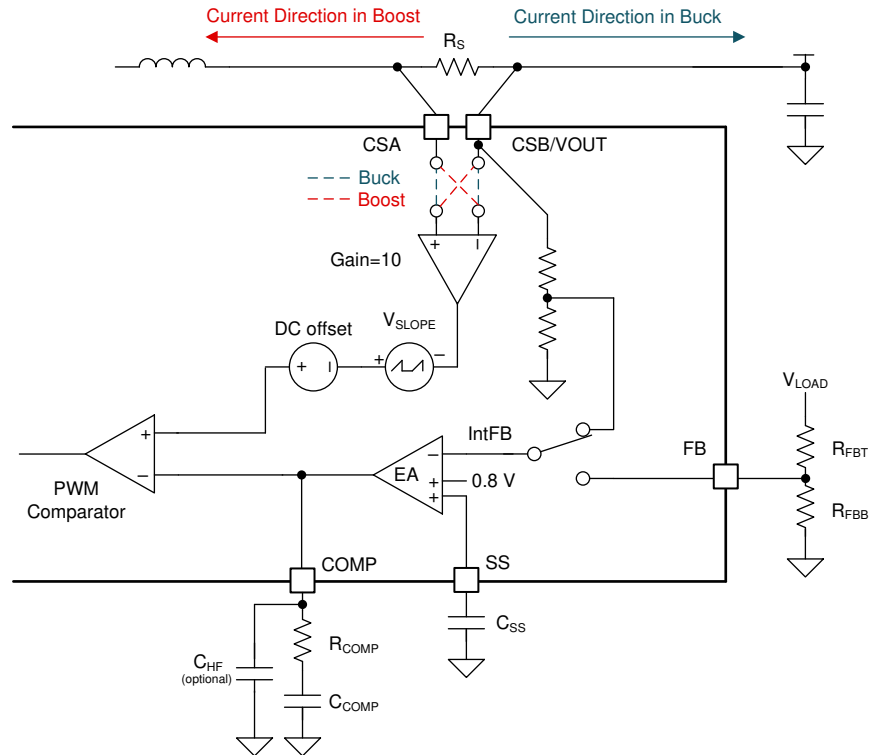 Current Direction in Boost
Current Direction in Buck
RS
CSA
CSB/VOUT
Buck
Boost
+
Gain=10
DC offset
VSLOPE
+
+
VLOAD
IntFB
FB
RFBT
+
−
EA
−
+
+
0.8 V
RFBB
PWM
Comparator
COMP
SS
CSS
RCOMP
CHF
(optional)
CCOMP